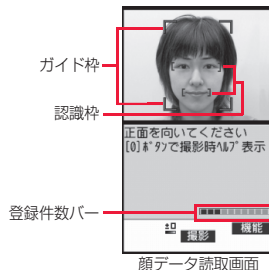 ガイド枠
認識枠
正面を向いてください
[0]ボタンで撮影時ヘルプ表示
登録件数バー
±0
撮影
機能
顔データ読取画面